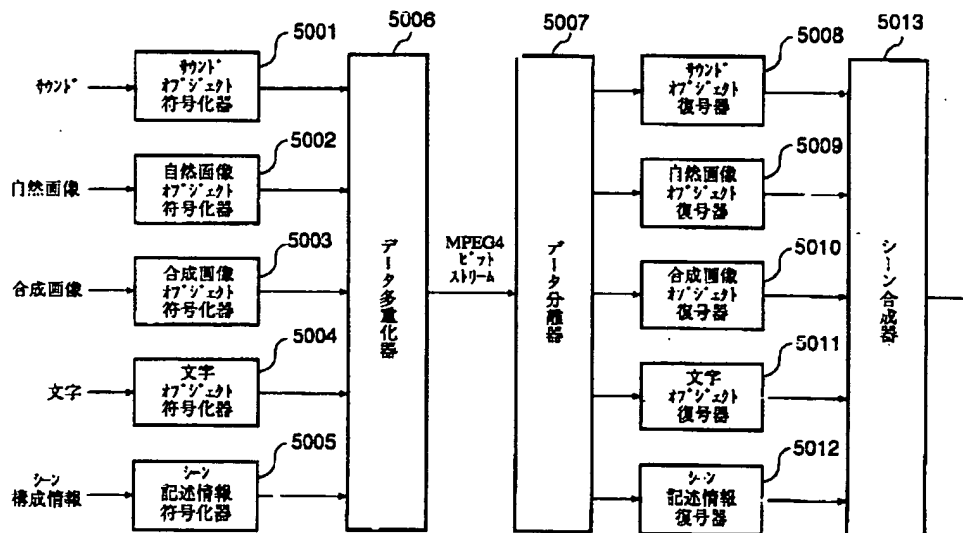 5001
5002
5003
5004
5005
5006
5007
5008
5009
5010
5011
5012
5013
サウンド
サウンド
オブジェクト
符号化器
自然画像
自然画像
オブジェクト
符号化器
合成画像
合成画像
オブジェクト
符号化器
文字
文字
オブジェクト
符号化器
シーン
構成情報
シーン
記述情報
符号化器
データ多重化器
MPEG4
ビット
ストリーム
データ分離器
サウンド
オブジェクト
復号器
自然画像
オブジェクト
復号器
合成画像
オブジェクト
復号器
文字
オブジェクト
復号器
シーン
記述情報
復号器
シーン合成器